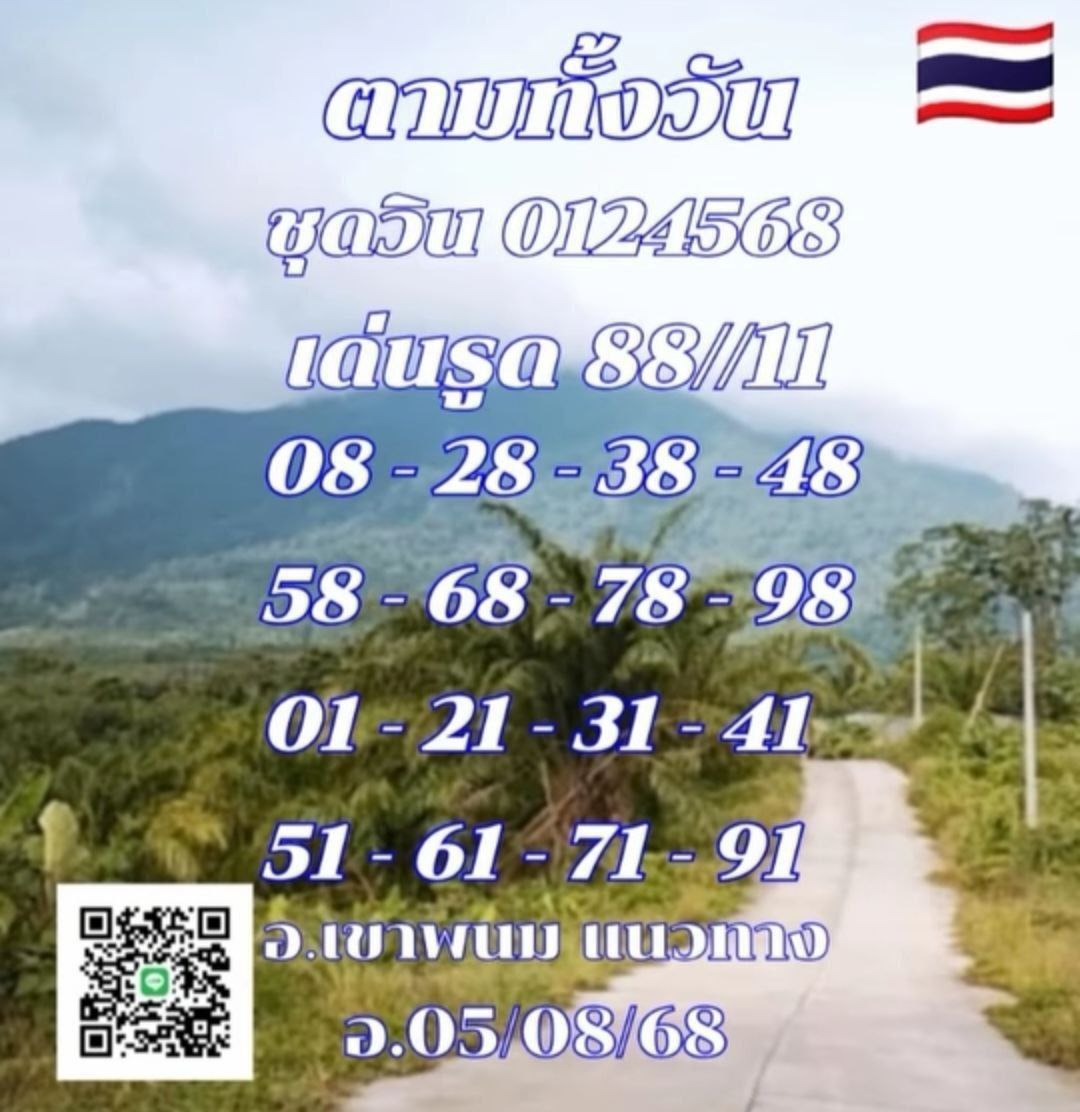 ตามทั้งวัน
ชุดวิน 0124568
เด่นรูด 88//11
08 - 28 - 38 - 48
58 - 68 - 78 - 98
01 - 21 - 31 - 41
51 - 61 - 71 - 91
อ.เขาพนม แนวทาง
อ.05/08/68